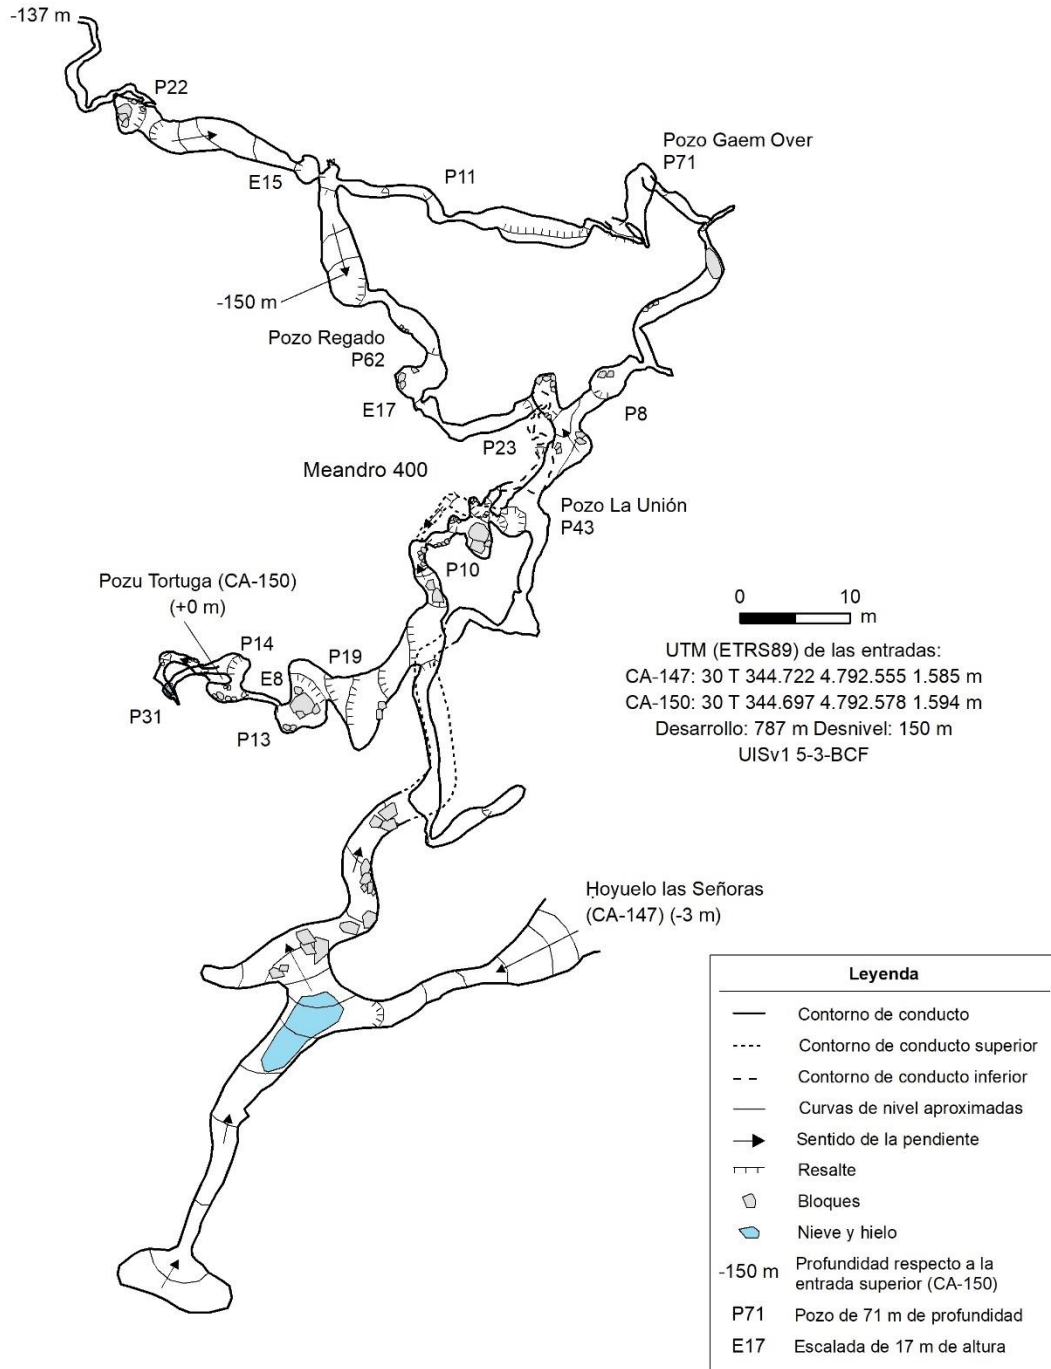 -137 m
P22
Pozo Gaem Over
P71
E15
P11
-150 m
Pozo Regado
P62
E17
P8
P23
Meandro 400
Pozo La Unión
P43
P10
Pozu Tortuga (CA-150)
(+0 m)
P14
E8
P19
P31
P13
0 10
m
UTM (ETRS89) de las entradas:
CA-147: 30 T 344.722 4.792.555 1.585 m
CA-150: 30 T 344.697 4.792.578 1.594 m
Desarrollo: 787 m Desnivel: 150 m
UISv1 5-3-BCF
Ḥoyuelo las Señoras
(CA-147) (-3 m)
Leyenda
Contorno de conducto
Contorno de conducto superior
Contorno de conducto inferior
Curvas de nivel aproximadas
Sentido de la pendiente
Resalte
Bloques
Nieve y hielo
-150 m Profundidad respecto a la
entrada superior (CA-150)
P71 Pozo de 71 m de profundidad
E17 Escalada de 17 m de altura